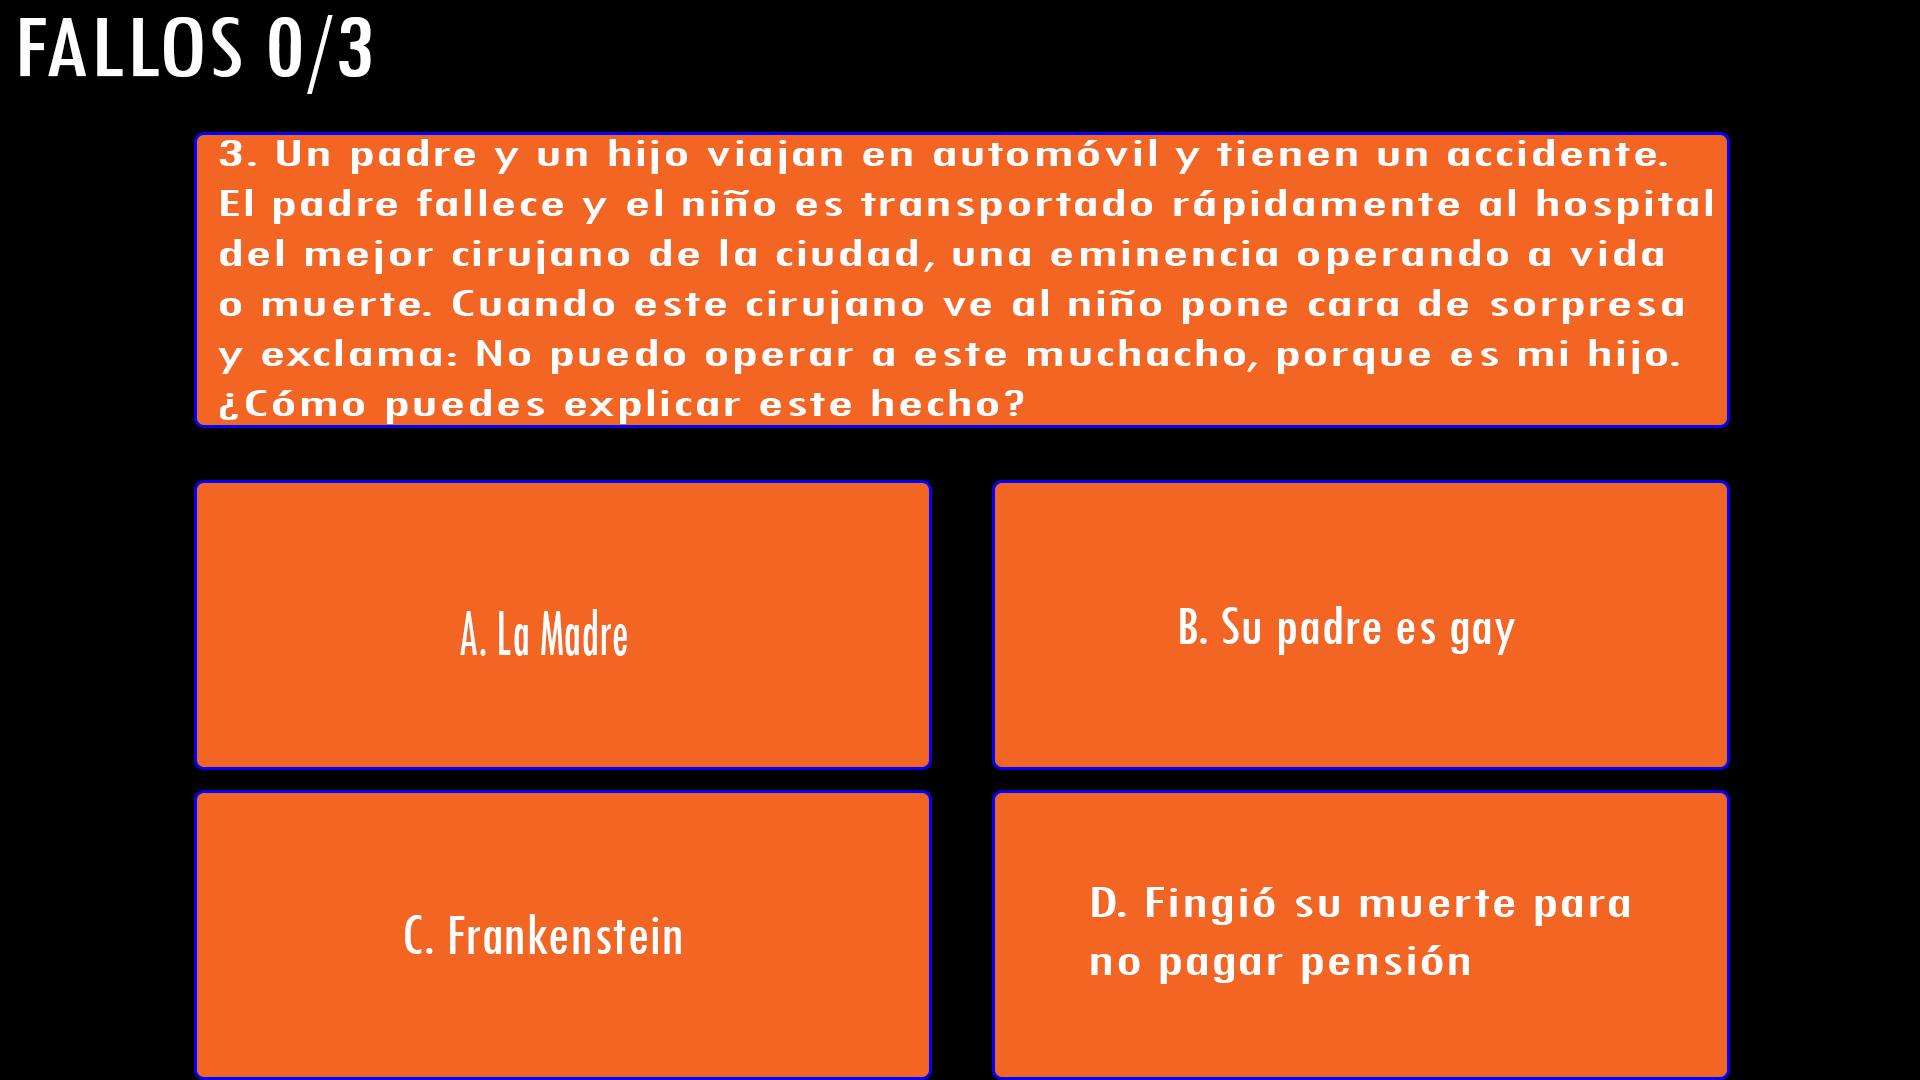 FALLOS 0/3
3. Un padre y un hijo viajan en automóvil y tienen un accidente.
El padre fallece y el niño es transportado rápidamente al hospital
del mejor cirujano de la ciudad, una eminencia operando a vida
o muerte. Cuando este cirujano ve al niño pone cara de sorpresa
y exclama: No puedo operar a este muchacho, porque es mi hijo.
¿Cómo puedes explicar este hecho?
A. La Madre
B. Su padre es gay
C. Frankenstein
D. Fingió su muerte para
no pagar pensión